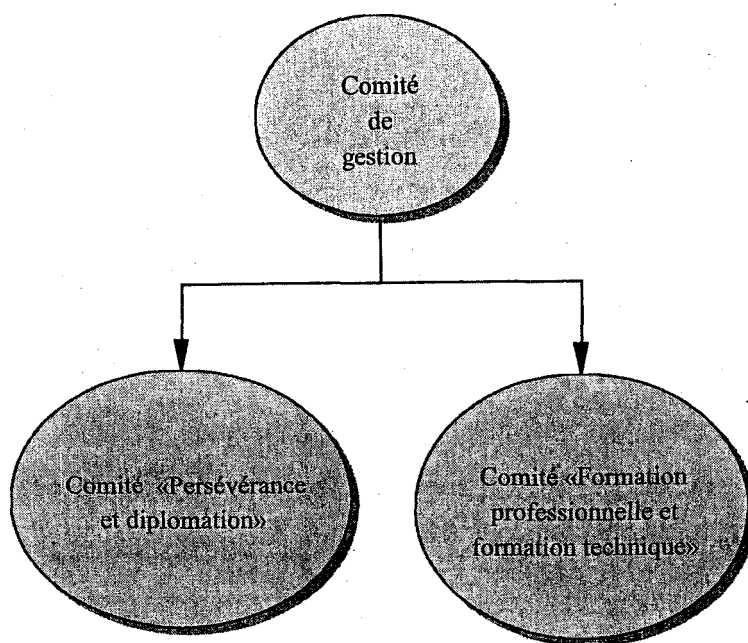 Comité
de
gestion
Comité «Persévérance
et diplomation»
Comité «Formation
professionnelle et
formation technique»